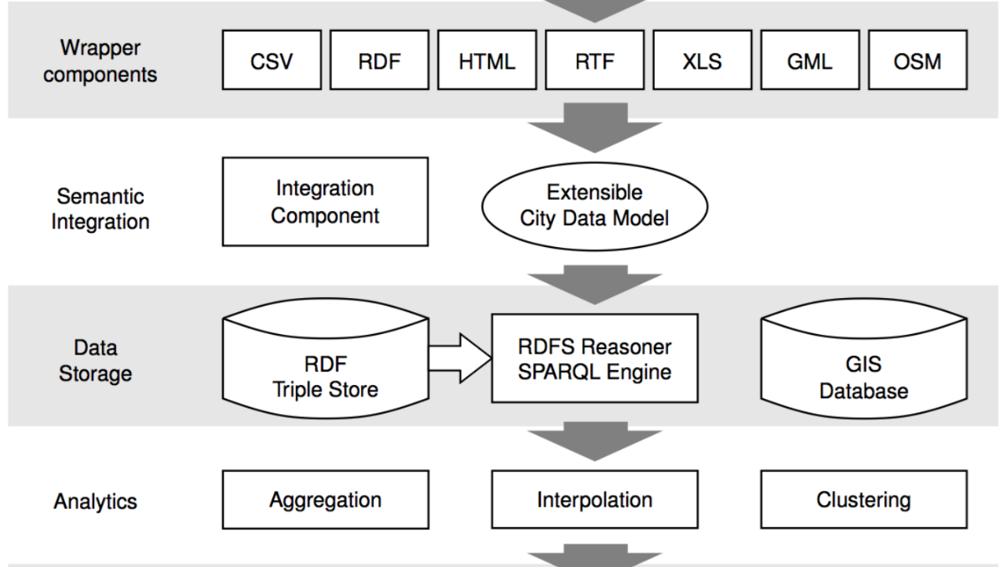 Wrapper
components
CSV
RDF
HTML
RTF
XLS
GML
OSM
Semantic
Integration
Integration
Component
Extensible
City Data Model
Data
Storage
RDF
Triple Store
RDFS Reasoner
SPARQL Engine
GIS
Database
Analytics
Aggregation
Interpolation
Clustering